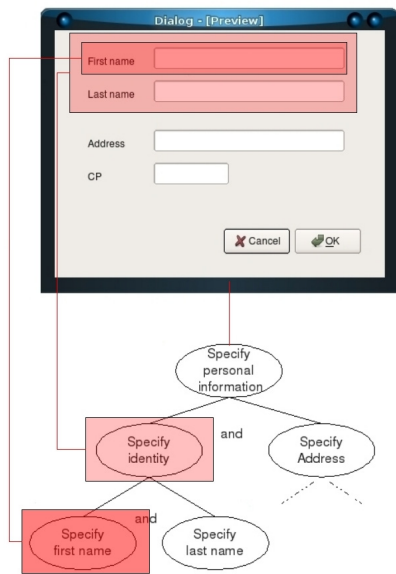 Dialog - [Preview]
First name
Last name
Address
CP
Cancel OK
Specify
personal
information
and
Specify
identity
Specify
Address
and
Specify
first name
Specify
last name